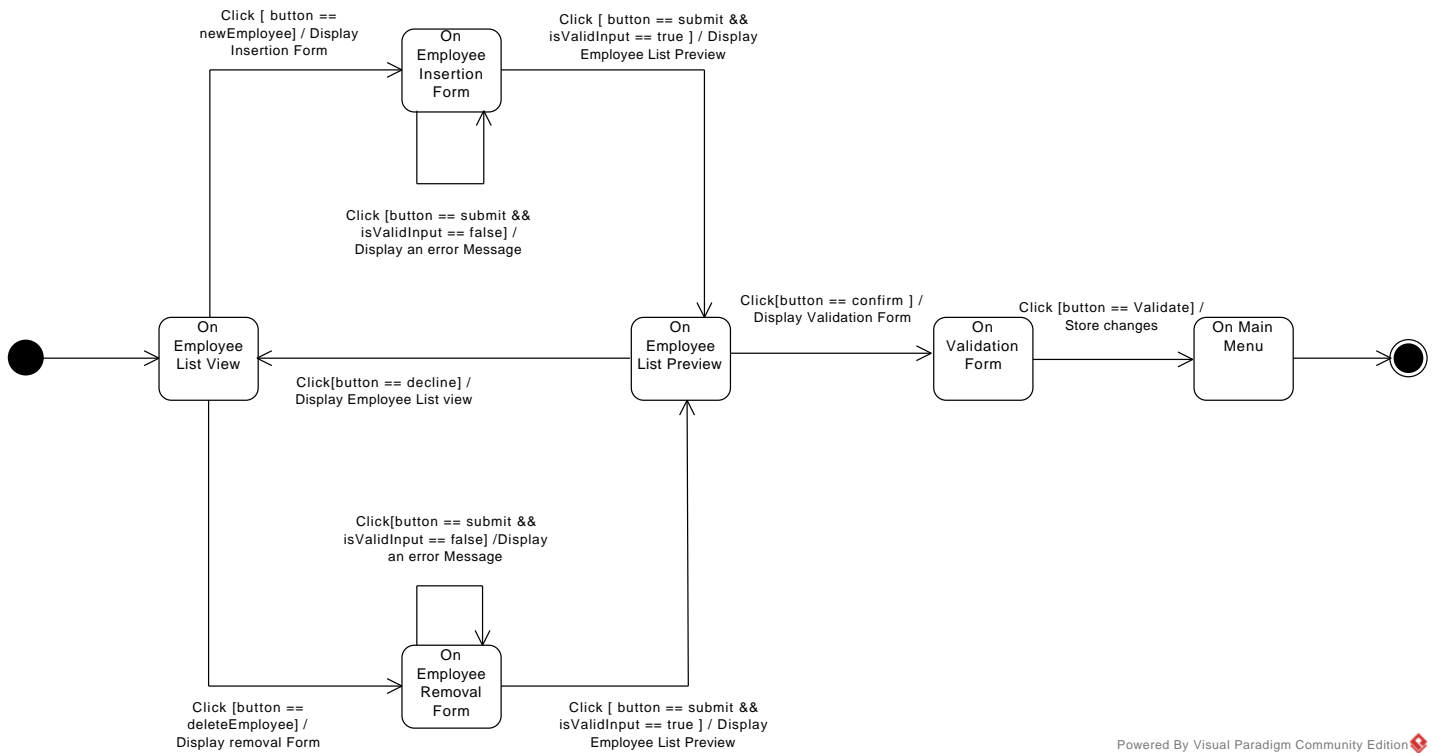 Click [ button ==
newEmployee] / Display
Insertion Form
On
Employee
Insertion
Form
Click [ button == submit &&
isValidInput == true ] / Display
Employee List Preview
Click [button == submit &&
isValidInput == false] /
Display an error Message
On
Employee
List View
Click[button == decline] /
Display Employee List view
On
Employee
List Preview
Click[button == confirm ] /
Display Validation Form
On
Validation
Form
Click [button == Validate] /
Store changes
On Main
Menu
Click[button == submit &&
isValidInput == false] /Display
an error Message
On
Employee
Removal
Form
Click [button ==
deleteEmployee] /
Display removal Form
Click [ button == submit &&
isValidInput == true ] / Display
Employee List Preview
Powered By Visual Paradigm Community Edition